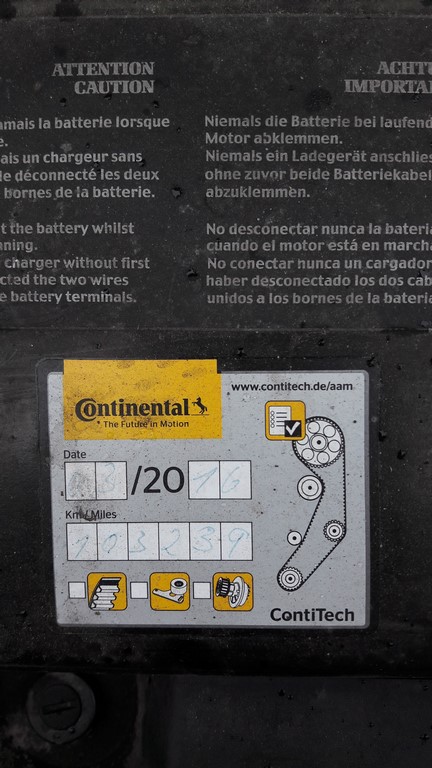 ATTENTION
CAUTION
amais la batterie lorsque
e.
ais un chargeur sans
le déconnecté les deux
bornes de la batterie.
t the battery whilst
nning.
charger without first
cted the two wires
e battery terminals.
ACHTU
IMPORTAN
Niemals die Batterie bei laufend
Motor abklemmen.
Niemals ein Ladegerät anschlies
ohne zuvor beide Batteriekabel
abzuklemmen.
No desconectar nunca la bateria
cuando el motor está en marcha
No conectar nunca un cargador
haber desconectado los dos cab
unidos a los bornes de la bateria
Continental
The Future in Motion
www.contitech.de/aam
Date
03/20 16
Km/Miles
103239
ContiTech